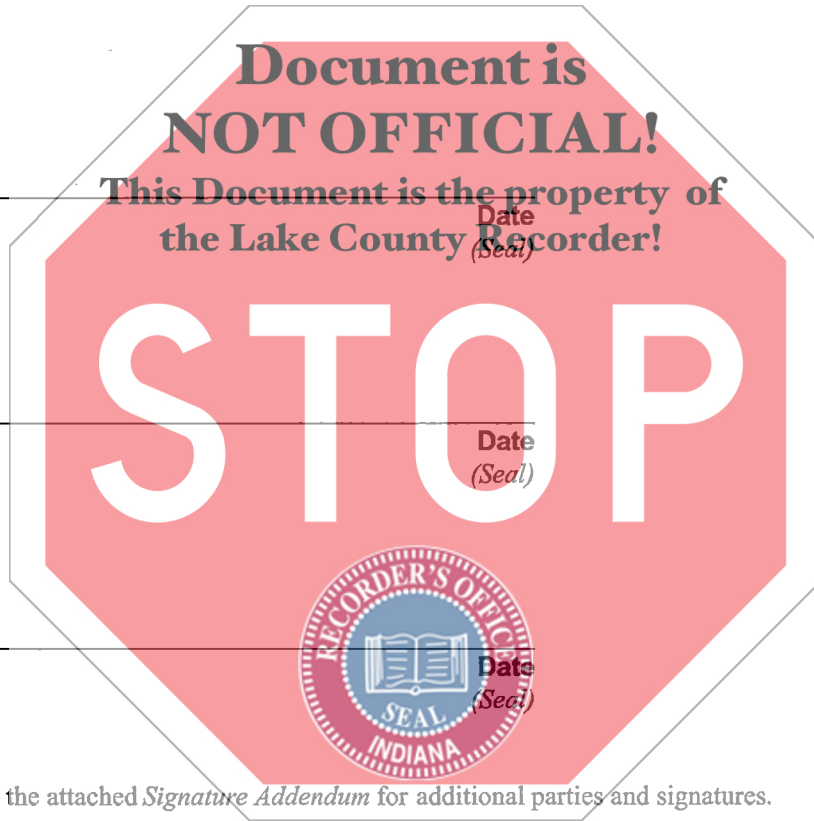 Document is
NOT OFFICIAL!
This Document is the property of
Date
the Lake County Recorder!
(Seal)
STOP
Date
(Seal)
RECORDER'S OFFICE
Date
(Seal)
SEAL
INDIANA
the attached Signature Addendum for additional parties and signatures.